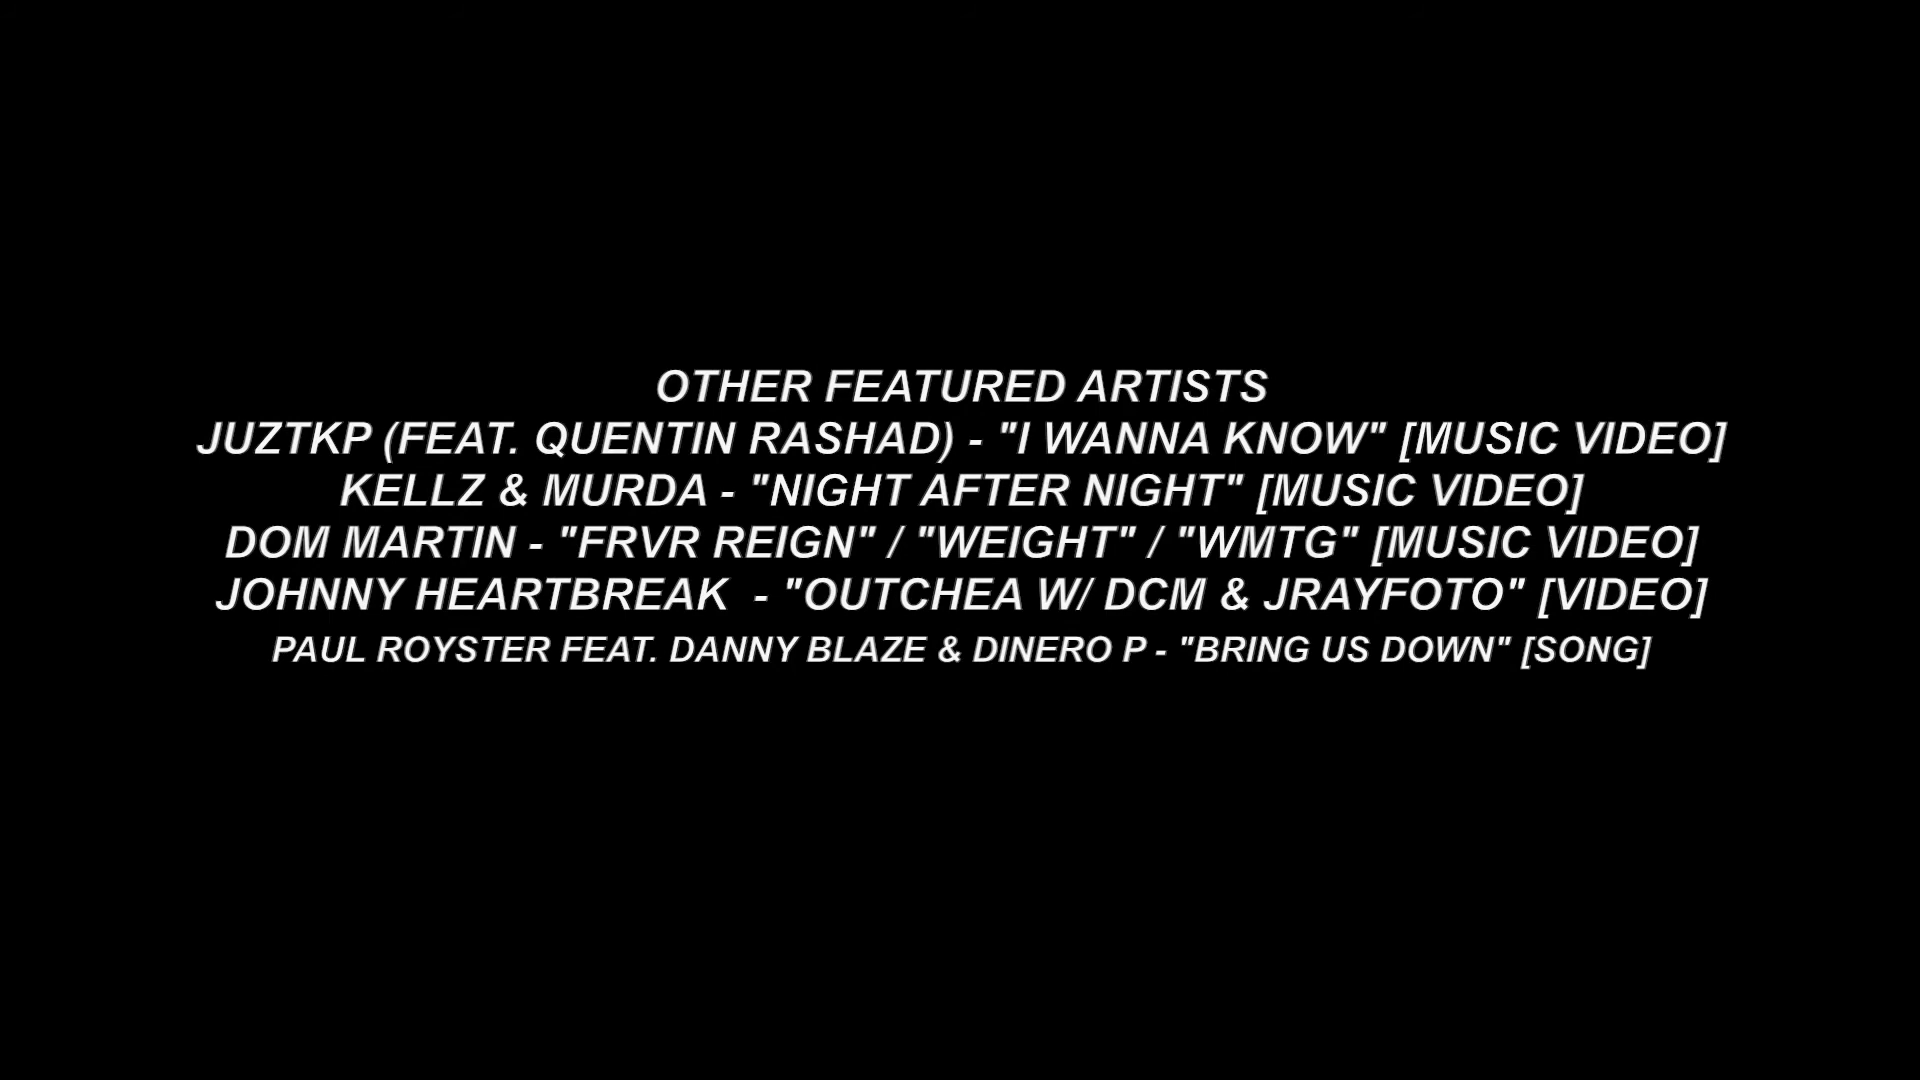 OTHER FEATURED ARTISTS
JUZTKP (FEAT. QUENTIN RASHAD) - "I WANNA KNOW" [MUSIC VIDEO]
KELLZ & MURDA - "NIGHT AFTER NIGHT" [MUSIC VIDEO]
DOM MARTIN - "FRVR REIGN" / "WEIGHT" / "WMTG" [MUSIC VIDEO]
JOHNNY HEARTBREAK  - "OUTCHEA W/ DCM & JRAYFOTO" [VIDEO]
PAUL ROYSTER FEAT. DANNY BLAZE & DINERO P - "BRING US DOWN" [SONG]